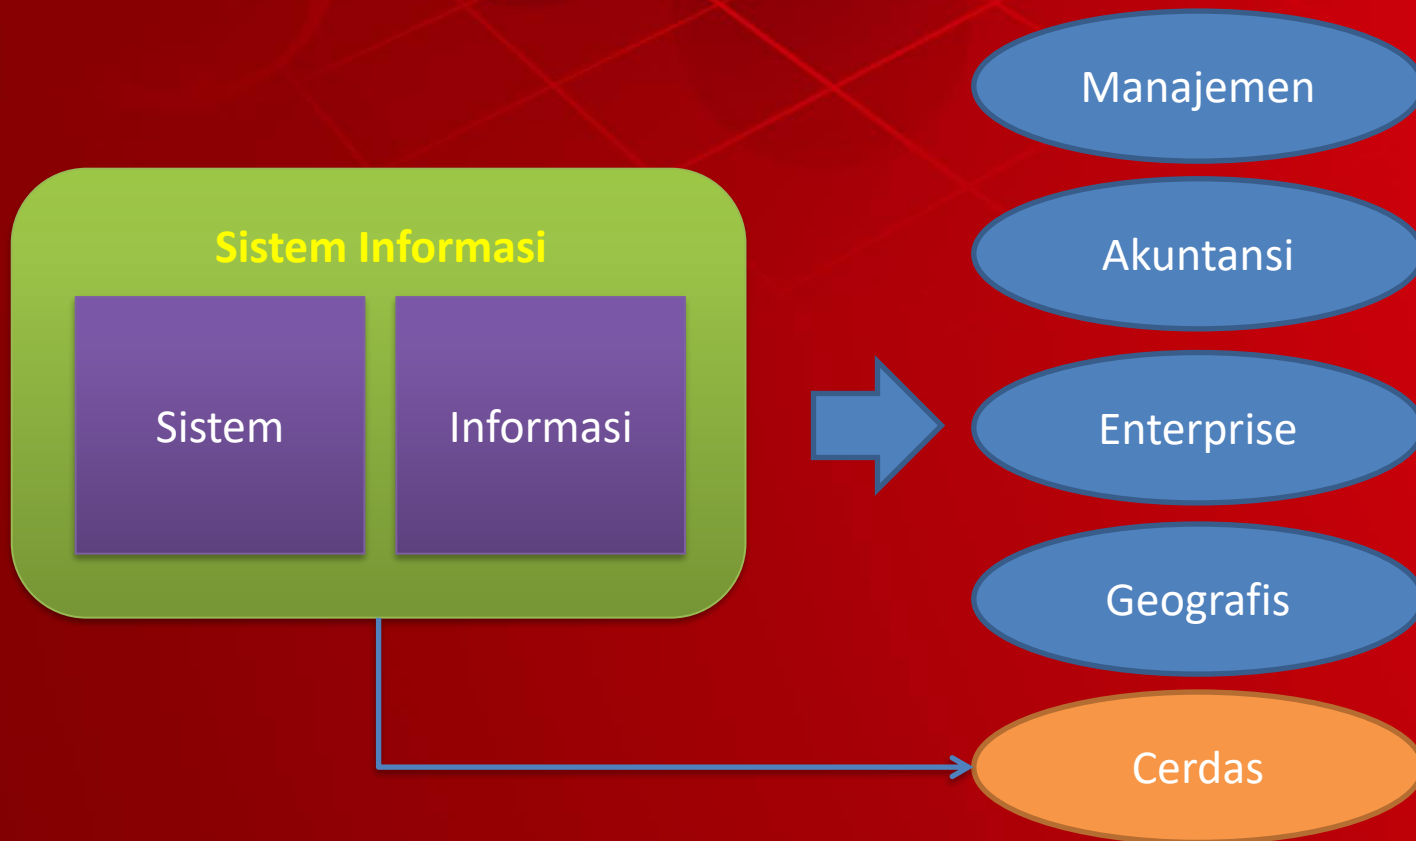 Sistem Informasi
Sistem
Informasi
Manajemen
Akuntansi
Enterprise
Geografis
Cerdas